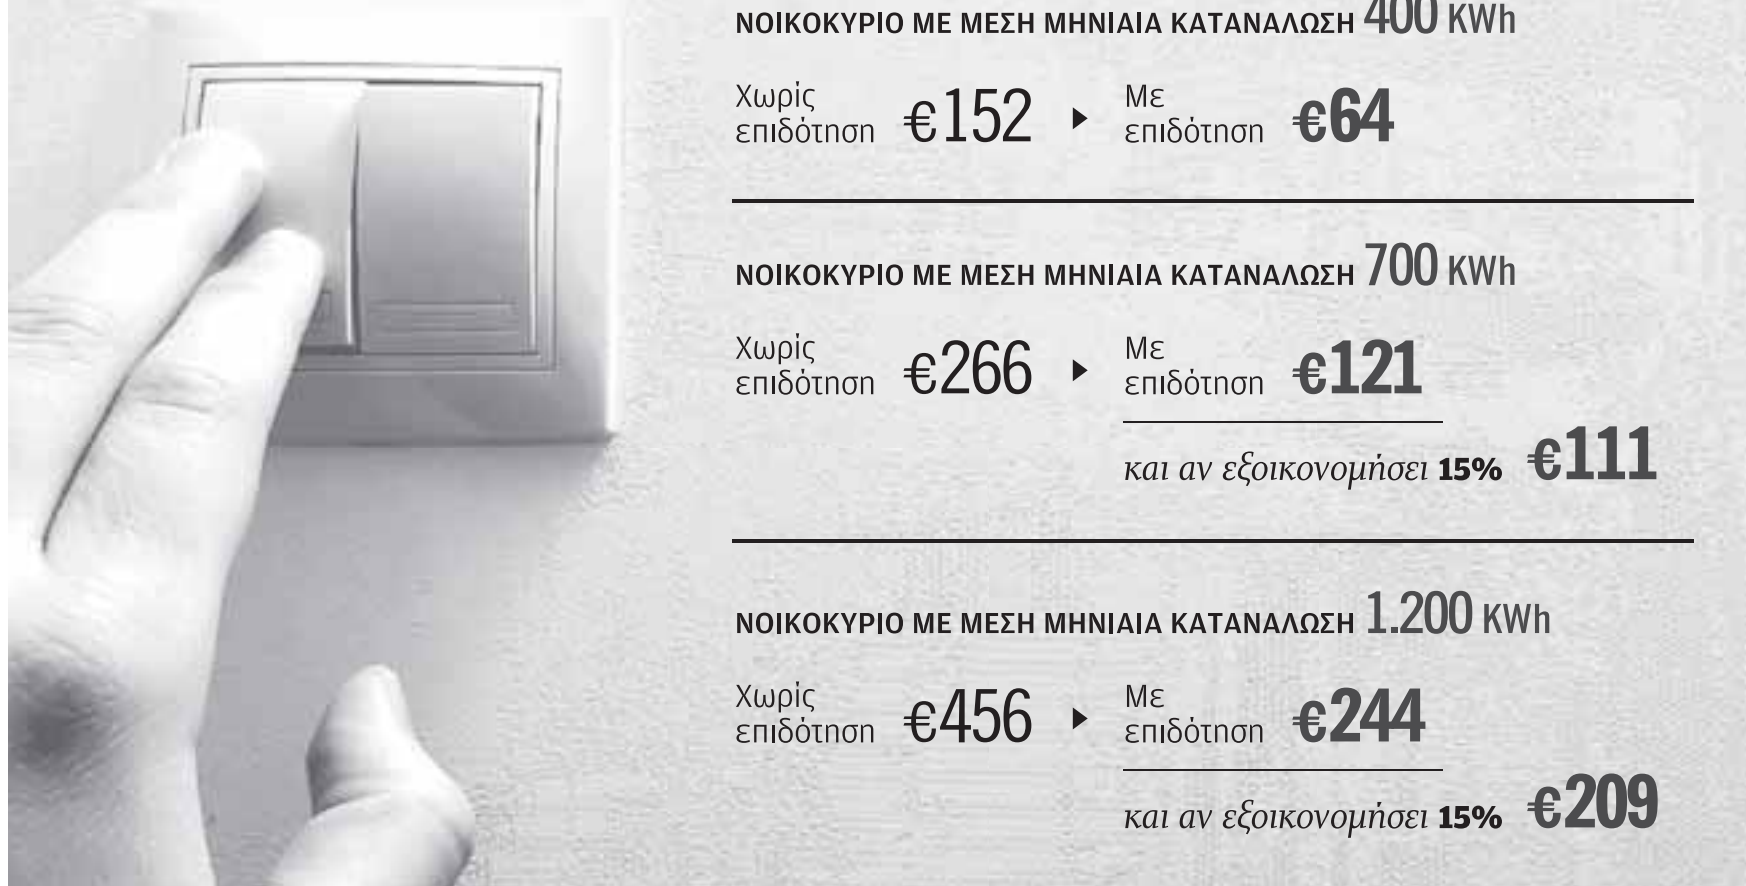 ΝΟΙΚΟΚΥΡΙΟ ΜΕ ΜΕΣΗ ΜΗΝΙΑΙΑ ΚΑΤΑΝΑΛΩΣΗ 400 KWh
Χωρίς
επιδότηση €152 ▸ Με
επιδότηση €64
ΝΟΙΚΟΚΥΡΙΟ ΜΕ ΜΕΣΗ ΜΗΝΙΑΙΑ ΚΑΤΑΝΑΛΩΣΗ 700 KWh
Χωρίς
επιδότηση €266 ▸ Με
επιδότηση €121
και αν εξοικονομήσει 15% €111
ΝΟΙΚΟΚΥΡΙΟ ΜΕ ΜΕΣΗ ΜΗΝΙΑΙΑ ΚΑΤΑΝΑΛΩΣΗ 1.200 KWh
Χωρίς
επιδότηση €456 ▸ Με
επιδότηση €244
και αν εξοικονομήσει 15% €209